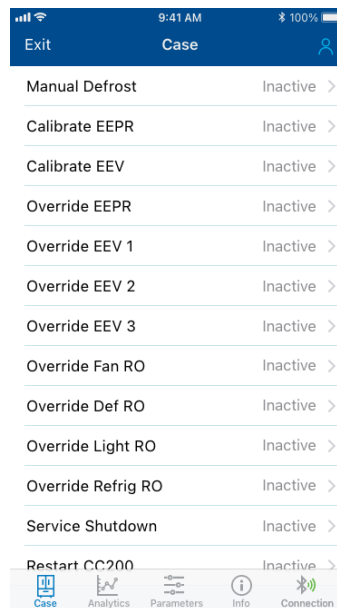 9:41 AM
100%
Exit
Case
Manual Defrost Inactive
Calibrate EEPR Inactive
Calibrate EEV Inactive
Override EEPR Inactive
Override EEV 1 Inactive
Override EEV 2 Inactive
Override EEV 3 Inactive
Override Fan RO Inactive
Override Def RO Inactive
Override Light RO Inactive
Override Refrig RO Inactive
Service Shutdown Inactive
Restart CC200 Inactive
Case Analytics Parameters Info Connection